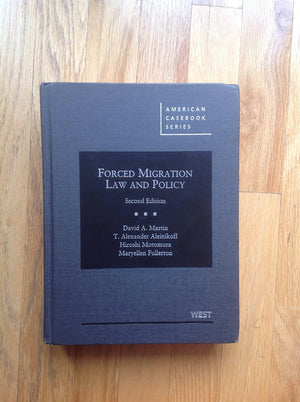 AMERICAN
CASEBOOK
SERIES
FORCED MIGRATION
LAW AND POLICY
Second Edition
David A. Martin
T. Alexander Aleinikoff
Hiroshi Motomura
Maryellen Fullerton
WEST